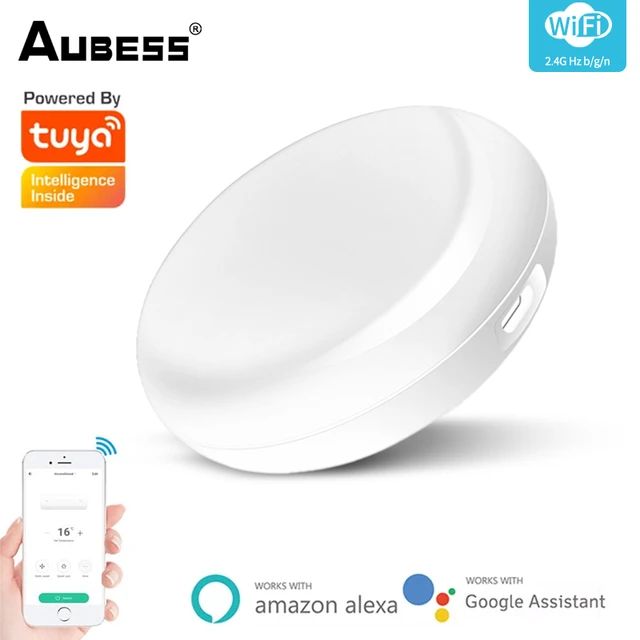 AUBESS®
WiFi
2.4G Hz b/g/n
Powered By
tuya
Intelligence
Inside
16°C
WORKS WITH
amazon alexa
WORKS WITH
Google Assistant